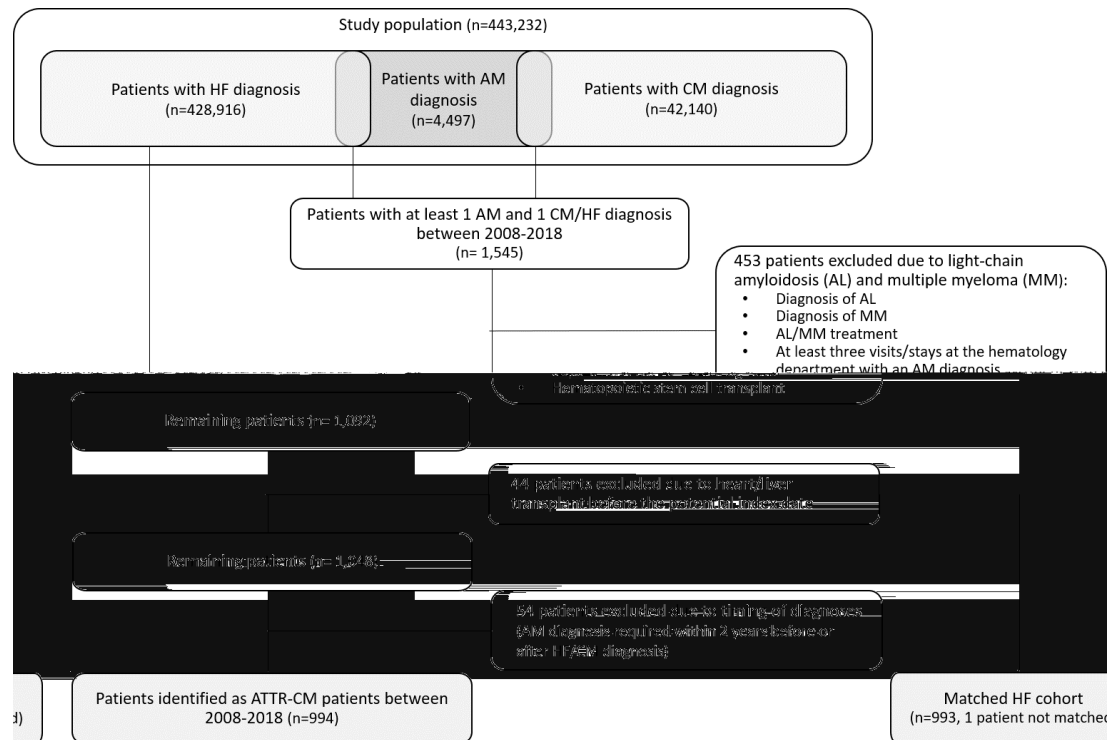 Study population (n=443,232)
Patients with HF diagnosis
(n=428,916)
Patients with AM
diagnosis
(n=4,497)
Patients with CM diagnosis
(n=42,140)
Patients with at least 1 AM and 1 CM/HF diagnosis
between 2008-2018
(n= 1,545)
453 patients excluded due to light-chain
amyloidosis (AL) and multiple myeloma (MM):
• Diagnosis of AL
• Diagnosis of MM
• AL/MM treatment
• At least three visits/stays at the hematology
department with an AM diagnosis
• Hematopoietic stem cell transplant
Remaining patients (n= 1,092)
44 patients excluded due to heart/liver
transplant before the potential index date
Remaining patients (n= 1,048)
54 patients excluded due to timing of diagnoses
(AM diagnosis required within 2 years before or
after HF/CM diagnosis)
d)
Patients identified as ATTR-CM patients between
2008-2018 (n=994)
Matched HF cohort
(n=993, 1 patient not matched